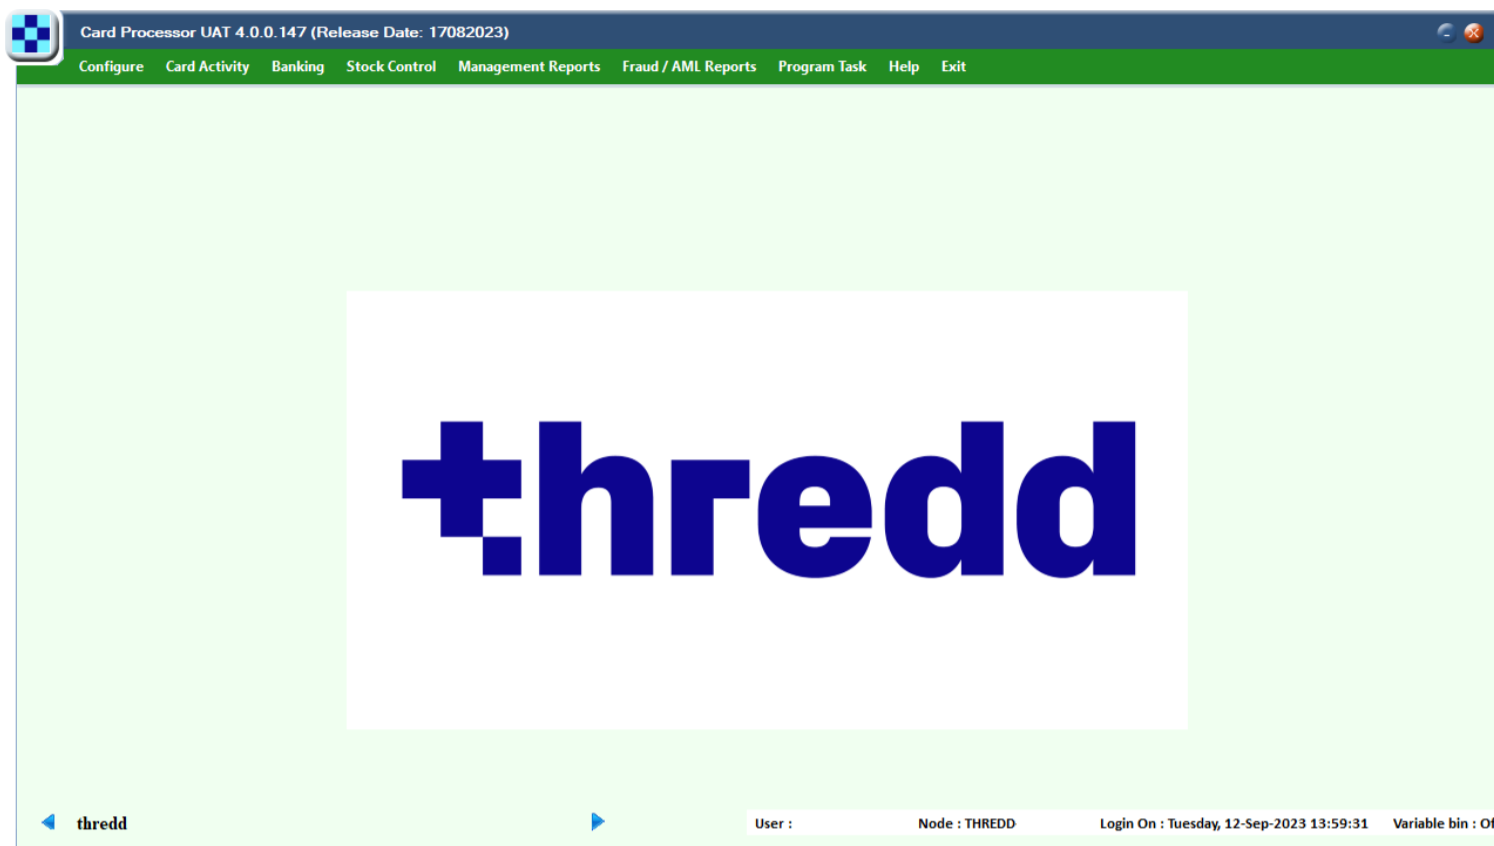 Card Processor UAT 4.0.0.147 (Release Date: 17082023)
Configure Card Activity Banking Stock Control Management Reports Fraud / AML Reports Program Task Help Exit
thredd
thredd User : Node : THREDD Login On : Tuesday, 12-Sep-2023 13:59:31 Variable bin :